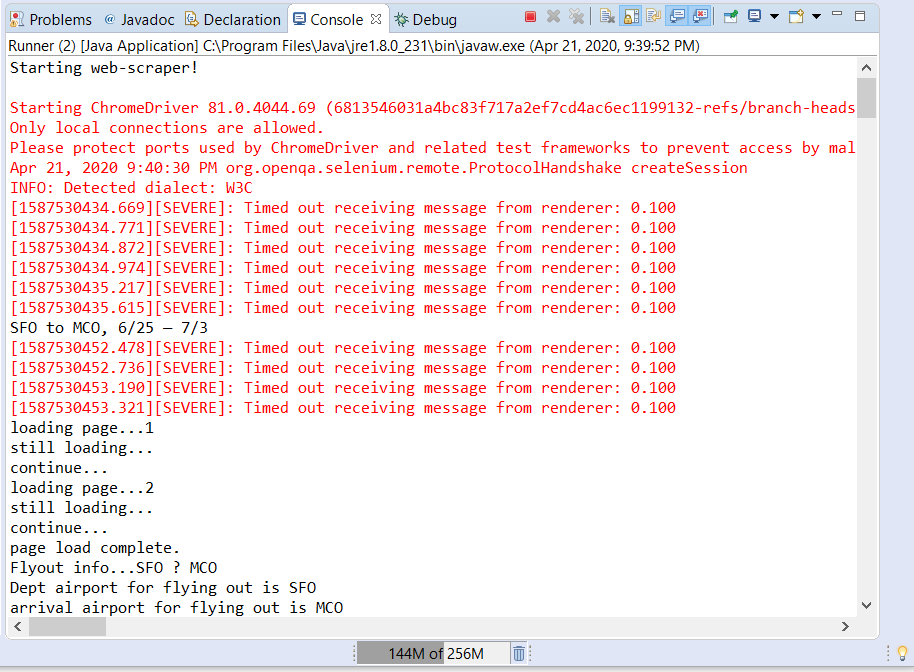 Problems @ Javadoc Declaration Console Debug
Runner (2) [Java Application] C:\Program Files\Java\jre1.8.0_231\bin\javaw.exe (Apr 21, 2020, 9:39:52 PM)
Starting web-scraper!
Starting ChromeDriver 81.0.4044.69 (6813546031a4bc83f717a2ef7cd4ac6ec1199132-refs/branch-heads
Only local connections are allowed.
Please protect ports used by ChromeDriver and related test frameworks to prevent access by mal
Apr 21, 2020 9:40:30 PM org.openqa.selenium.remote.ProtocolHandshake createSession
INFO: Detected dialect: W3C
[1587530434.669][SEVERE]: Timed out receiving message from renderer: 0.100
[1587530434.771][SEVERE]: Timed out receiving message from renderer: 0.100
[1587530434.872][SEVERE]: Timed out receiving message from renderer: 0.100
[1587530434.974][SEVERE]: Timed out receiving message from renderer: 0.100
[1587530435.217][SEVERE]: Timed out receiving message from renderer: 0.100
[1587530435.615][SEVERE]: Timed out receiving message from renderer: 0.100
SFO to MCO, 6/25 – 7/3
[1587530452.478][SEVERE]: Timed out receiving message from renderer: 0.100
[1587530452.736][SEVERE]: Timed out receiving message from renderer: 0.100
[1587530453.190][SEVERE]: Timed out receiving message from renderer: 0.100
[1587530453.321][SEVERE]: Timed out receiving message from renderer: 0.100
loading page...1
still loading...
continue...
loading page...2
still loading...
continue...
page load complete.
Flyout info...SFO ? MCO
Dept airport for flying out is SFO
arrival airport for flying out is MCO
144M of 256M